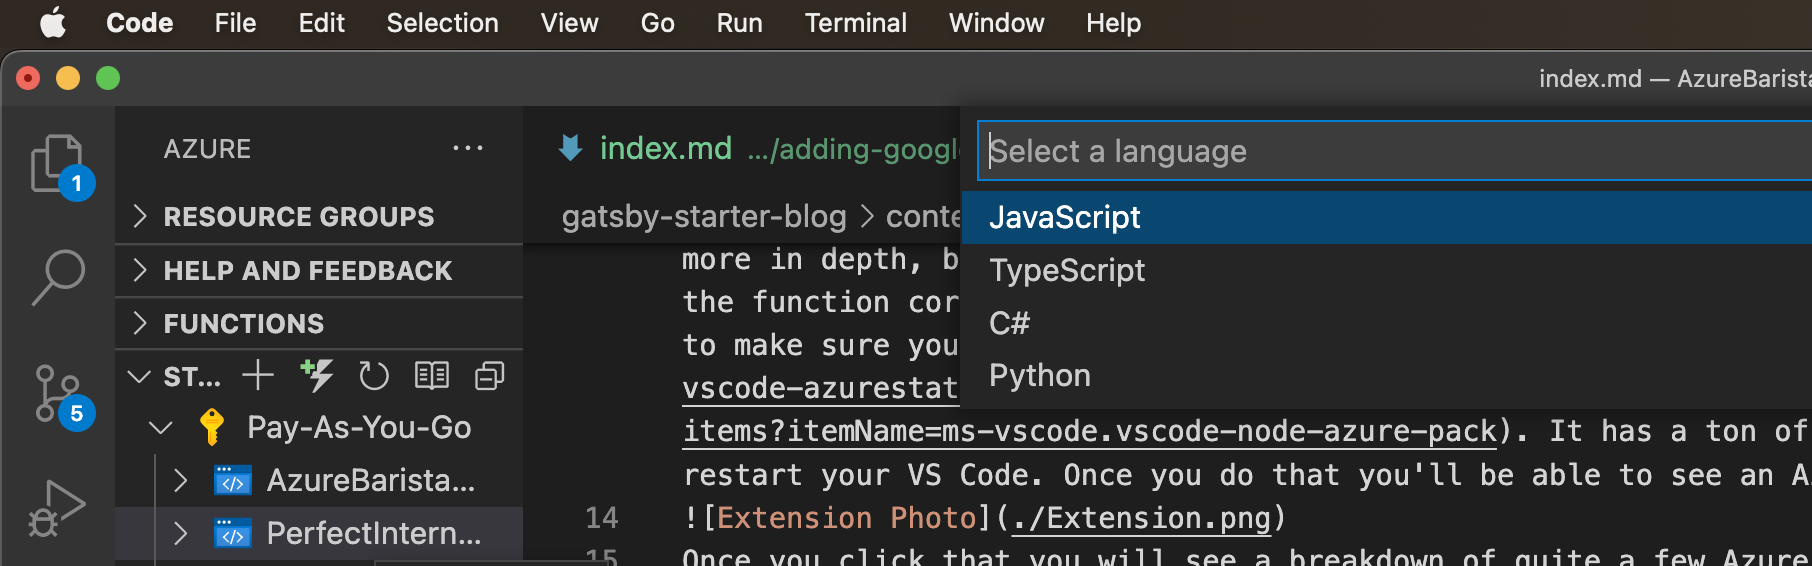 Code File Edit Selection View Go Run Terminal Window Help
index.md — AzureBarista
1
5
AZURE
RESOURCE GROUPS
HELP AND FEEDBACK
FUNCTIONS
ST...
Pay-As-You-Go
AzureBarista...
PerfectIntern...
index.md .../adding-googl
gatsby-starter-blog > conte
Select a language
JavaScript
TypeScript
C#
Python
more in depth, b
the function cor
to make sure you
vscode-azurestat
items?itemName=ms-vscode.vscode-node-azure-pack). It has a ton of
restart your VS Code. Once you do that you'll be able to see an A
14 ![Extension Photo](./Extension.png)
15 Once you click that you will see a breakdown of quite a few Azure